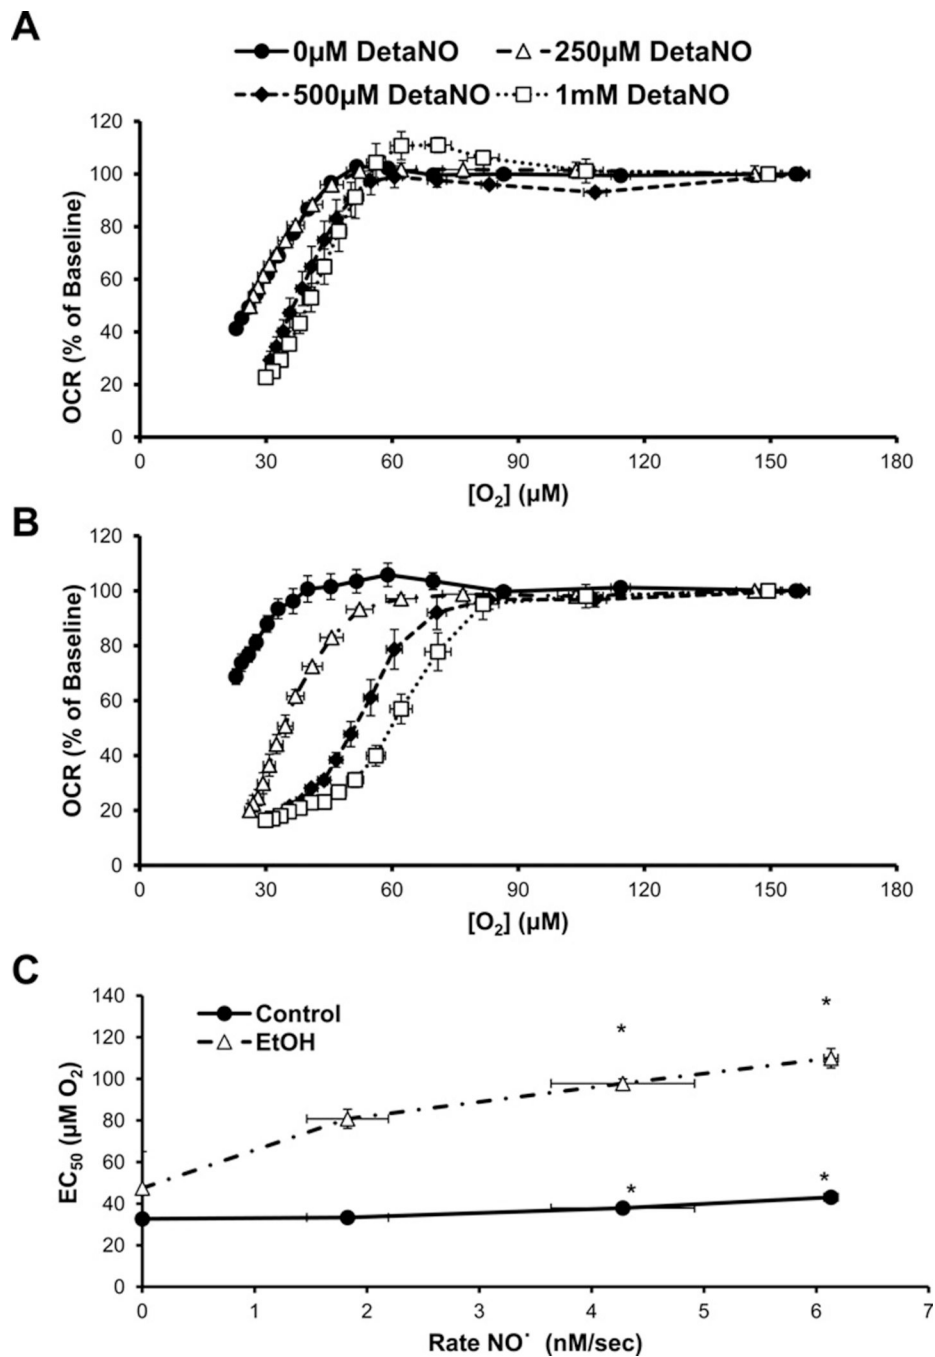 A
0µM DetaNO 250µM DetaNO
500µM DetaNO 1mM DetaNO
120
100
80
60
40
20
0
OCR (% of Baseline)
0 30 60 90 120 150 180
[O₂] (µM)
B
120
100
80
60
40
20
0
OCR (% of Baseline)
0 30 60 90 120 150 180
[O₂] (µM)
C
140
120
100
80
60
40
20
0
EC₅₀ (µM O₂)
Control
EtOH
* *
* *
0 1 2 3 4 5 6 7
Rate NO˙ (nM/sec)